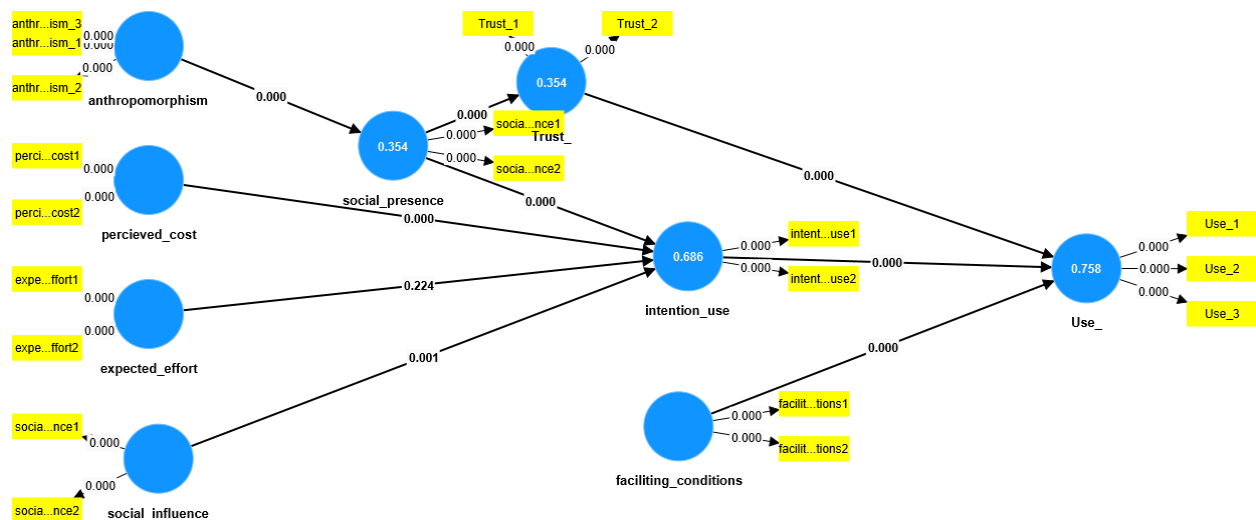 anthr...ism_3
0.000
anthr...ism_1
0.000
0.000
anthr...ism_2
anthropomorphism
0.000
Trust_1
Trust_2
0.000
0.000
0.354
Trust_
0.000
socia...nce1
0.000
0.354
0.000
socia...nce2
social_presence
0.000
0.000
perci...cost1
0.000
0.000
perci...cost2
percieved_cost
0.000
intent...use1
0.000
0.686
0.000
intent...use2
intention_use
0.000
Use_1
0.000
0.758
0.000
Use_2
0.000
Use_3
Use_
expe...ffort1
0.000
0.224
0.000
expe...ffort2
expected_effort
0.001
0.000
facilit...tions1
0.000
0.000
facilit...tions2
faciliting_conditions
socia...nce1
0.000
0.000
socia...nce2
social_influence